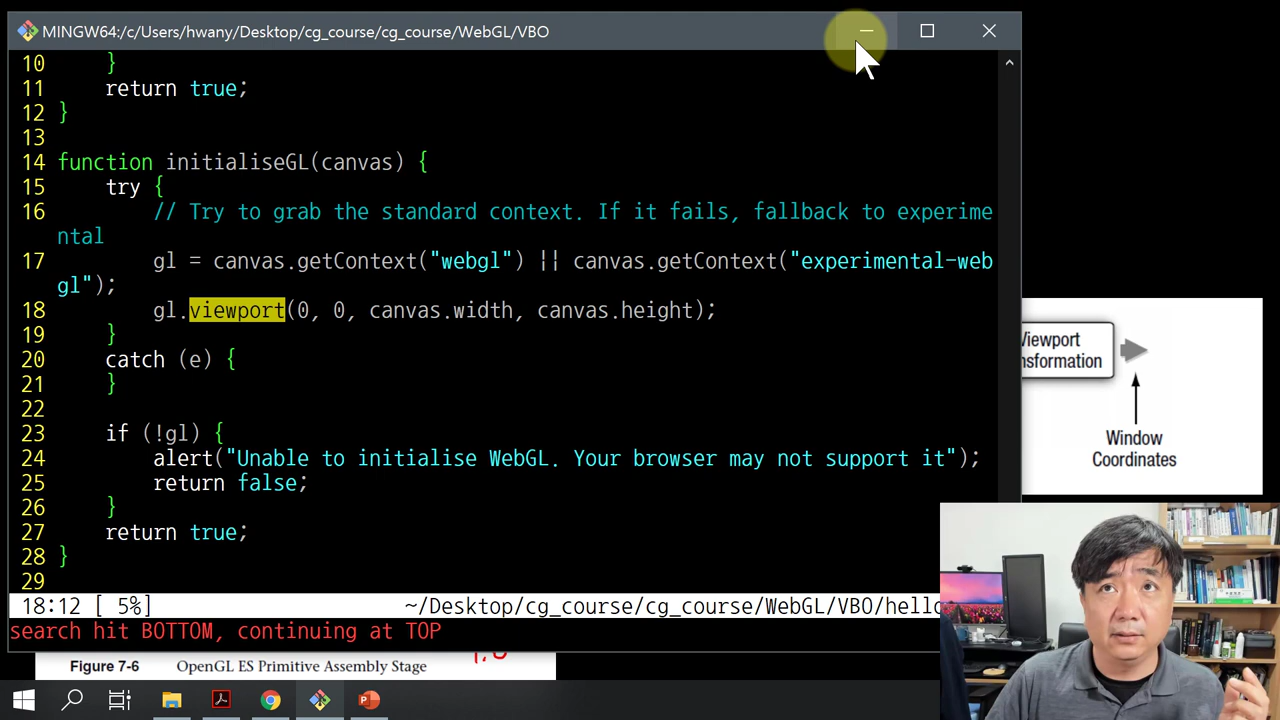 MINGW64:/c/Users/hwany/Desktop/cg_course/cg_course/WebGL/VBO
10 }
11 return true;
12 }
13
14 function initialiseGL(canvas) {
15 try {
16 // Try to grab the standard context. If it fails, fallback to experime
ntal
17 gl = canvas.getContext("webgl") || canvas.getContext("experimental-web
gl");
18 gl.viewport(0, 0, canvas.width, canvas.height);
19 }
20 catch (e) {
21 }
22
23 if (!gl) {
24 alert("Unable to initialise WebGL. Your browser may not support it");
25 return false;
26 }
27 return true;
28 }
29
18:12 [ 5%] ~/Desktop/cg_course/cg_course/WebGL/VBO/hello
search hit BOTTOM, continuing at TOP
Viewport
nsformation
Window
Coordinates
Figure 7-6 OpenGL ES Primitive Assembly Stage